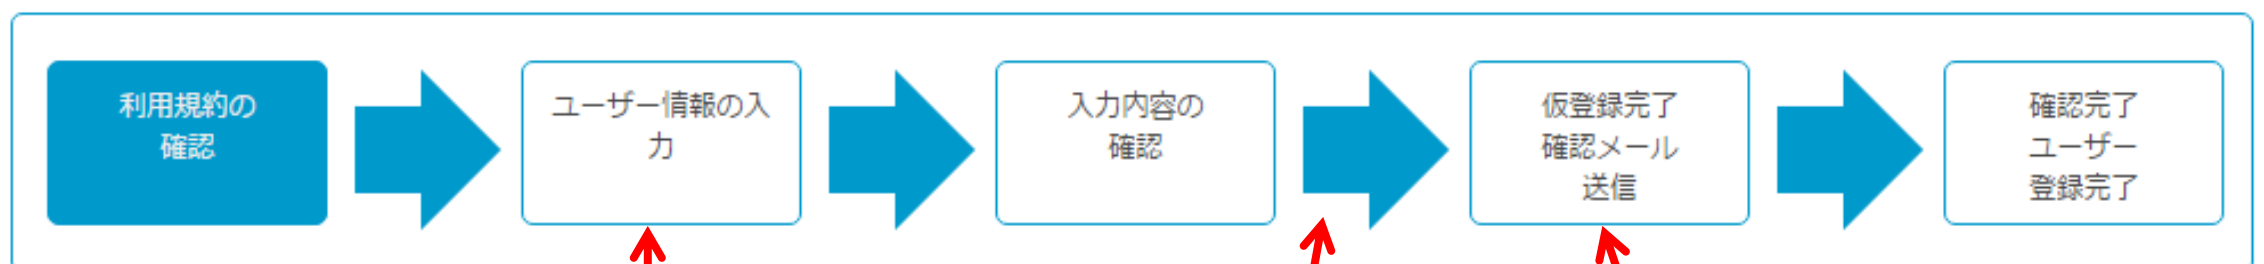 利用規約の
確認
ユーザー情報の入
力
入力内容の
確認
仮登録完了
確認メール
送信
確認完了
ユーザー
登録完了